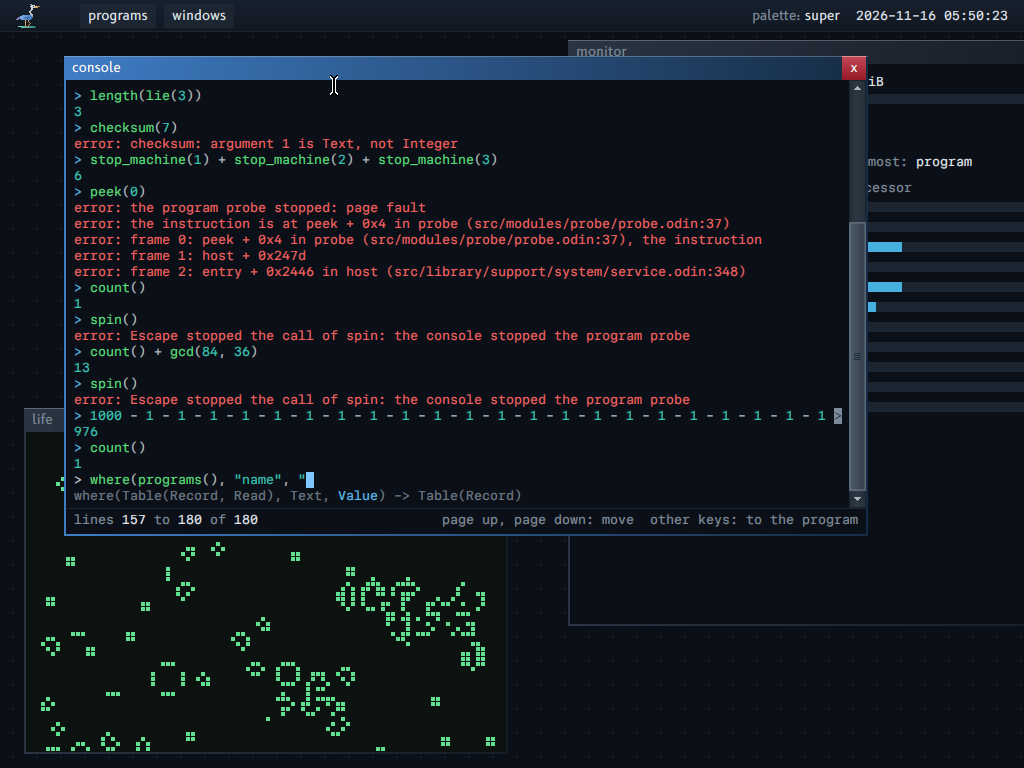 programs windows palette: super 2026-11-16 05:50:23
monitor
console x
iB
> length(lie(3))
3
> checksum(7)
error: checksum: argument 1 is Text, not Integer
> stop_machine(1) + stop_machine(2) + stop_machine(3)
most: program
6
cessor
> peek(0)
error: the program probe stopped: page fault
error: the instruction is at peek + 0x4 in probe (src/modules/probe/probe.odin:37)
error: frame 0: peek + 0x4 in probe (src/modules/probe/probe.odin:37), the instruction
error: frame 1: host + 0x247d
error: frame 2: entry + 0x2446 in host (src/library/support/system/service.odin:348)
> count()
1
> spin()
error: Escape stopped the call of spin: the console stopped the program probe
> count() + gcd(84, 36)
13
> spin()
error: Escape stopped the call of spin: the console stopped the program probe
> 1000 - 1 - 1 - 1 - 1 - 1 - 1 - 1 - 1 - 1 - 1 - 1 - 1 - 1 - 1 - 1 - 1 - 1 - 1 - 1 - 1 - 1 - 1 >
life
976
> count()
1
> where(programs(), "name", "
where(Table(Record, Read), Text, Value) -> Table(Record)
lines 157 to 180 of 180 page up, page down: move other keys: to the program